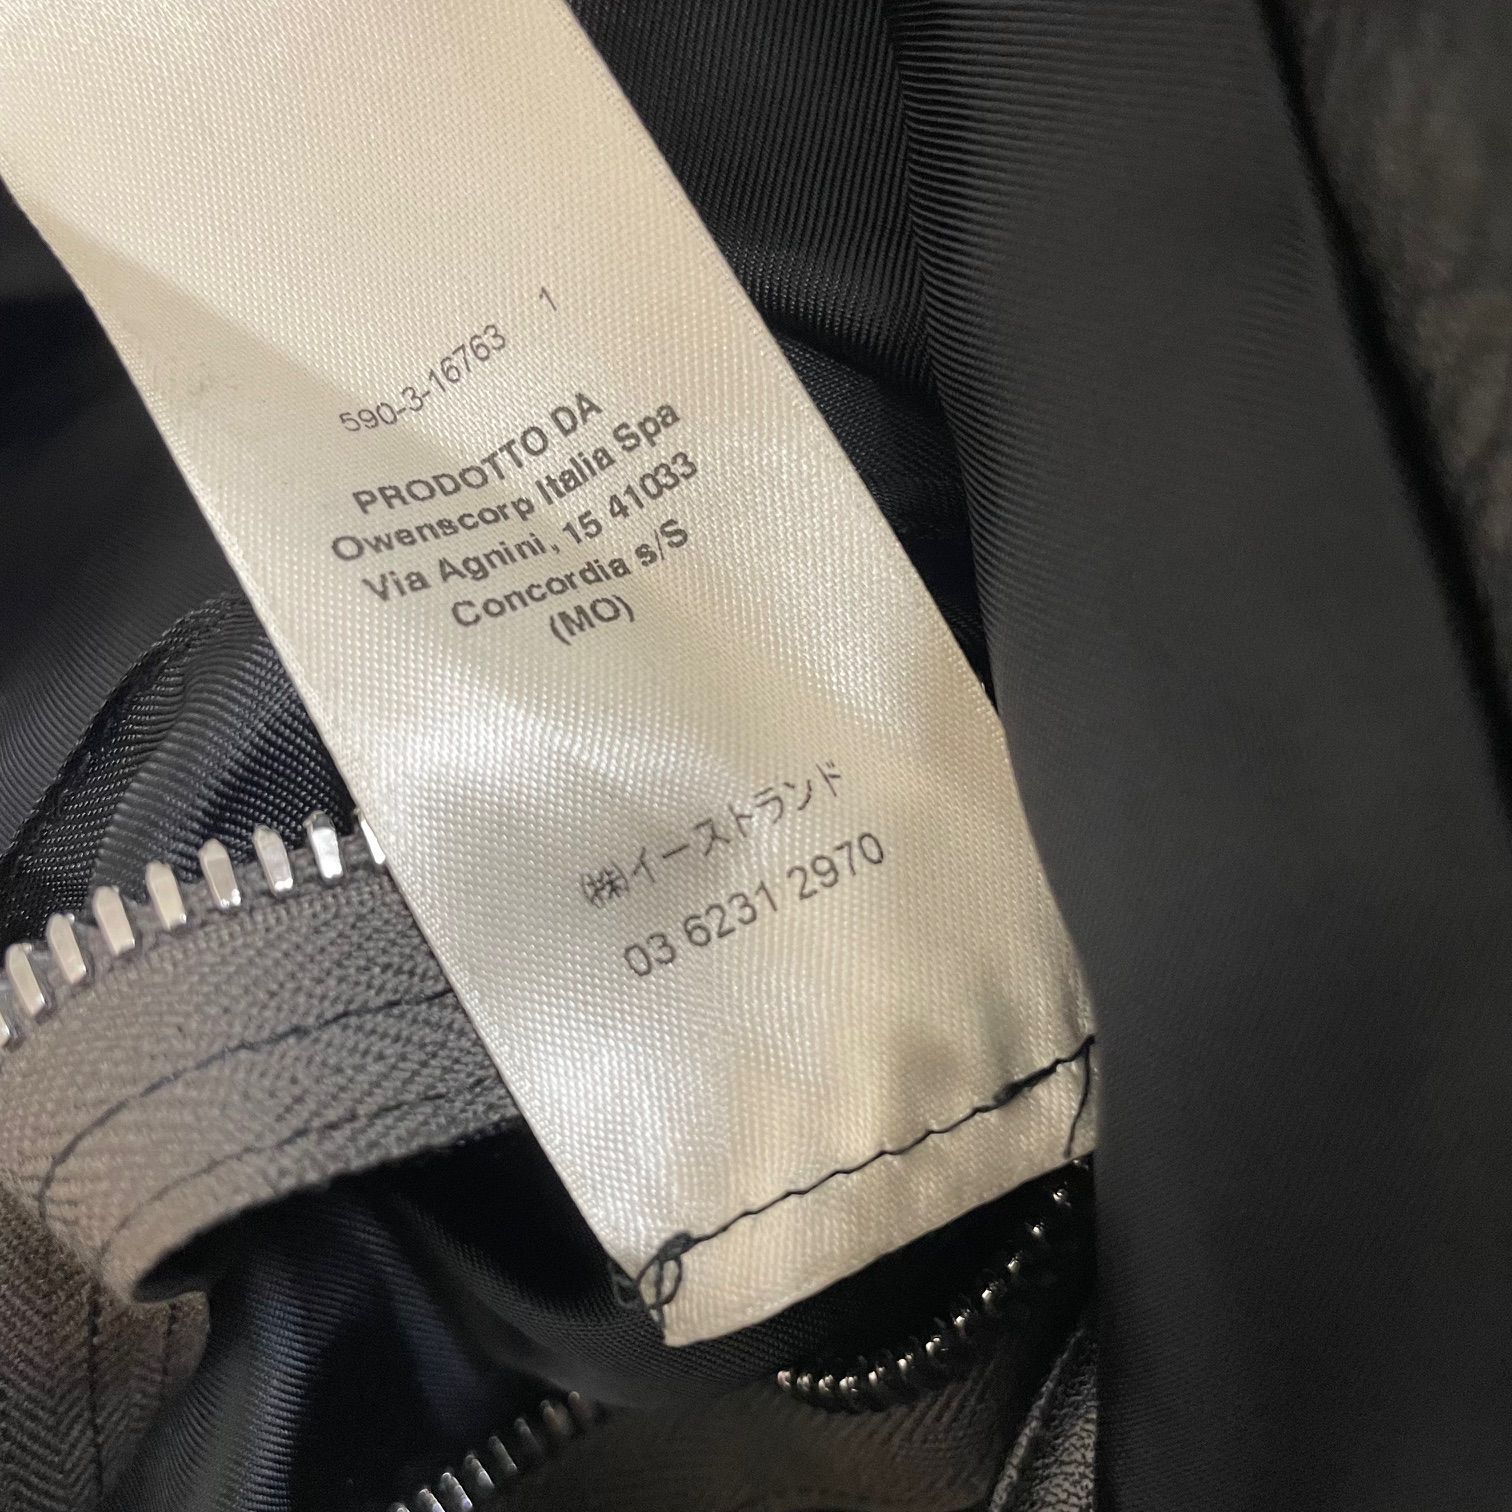 590-3-16763 1
PRODOTTO DA
Owenscorp Italia Spa
Via Agnini, 15 41033
Concordia s/S
(MO)
㈱イーストランド
03 6231 2970